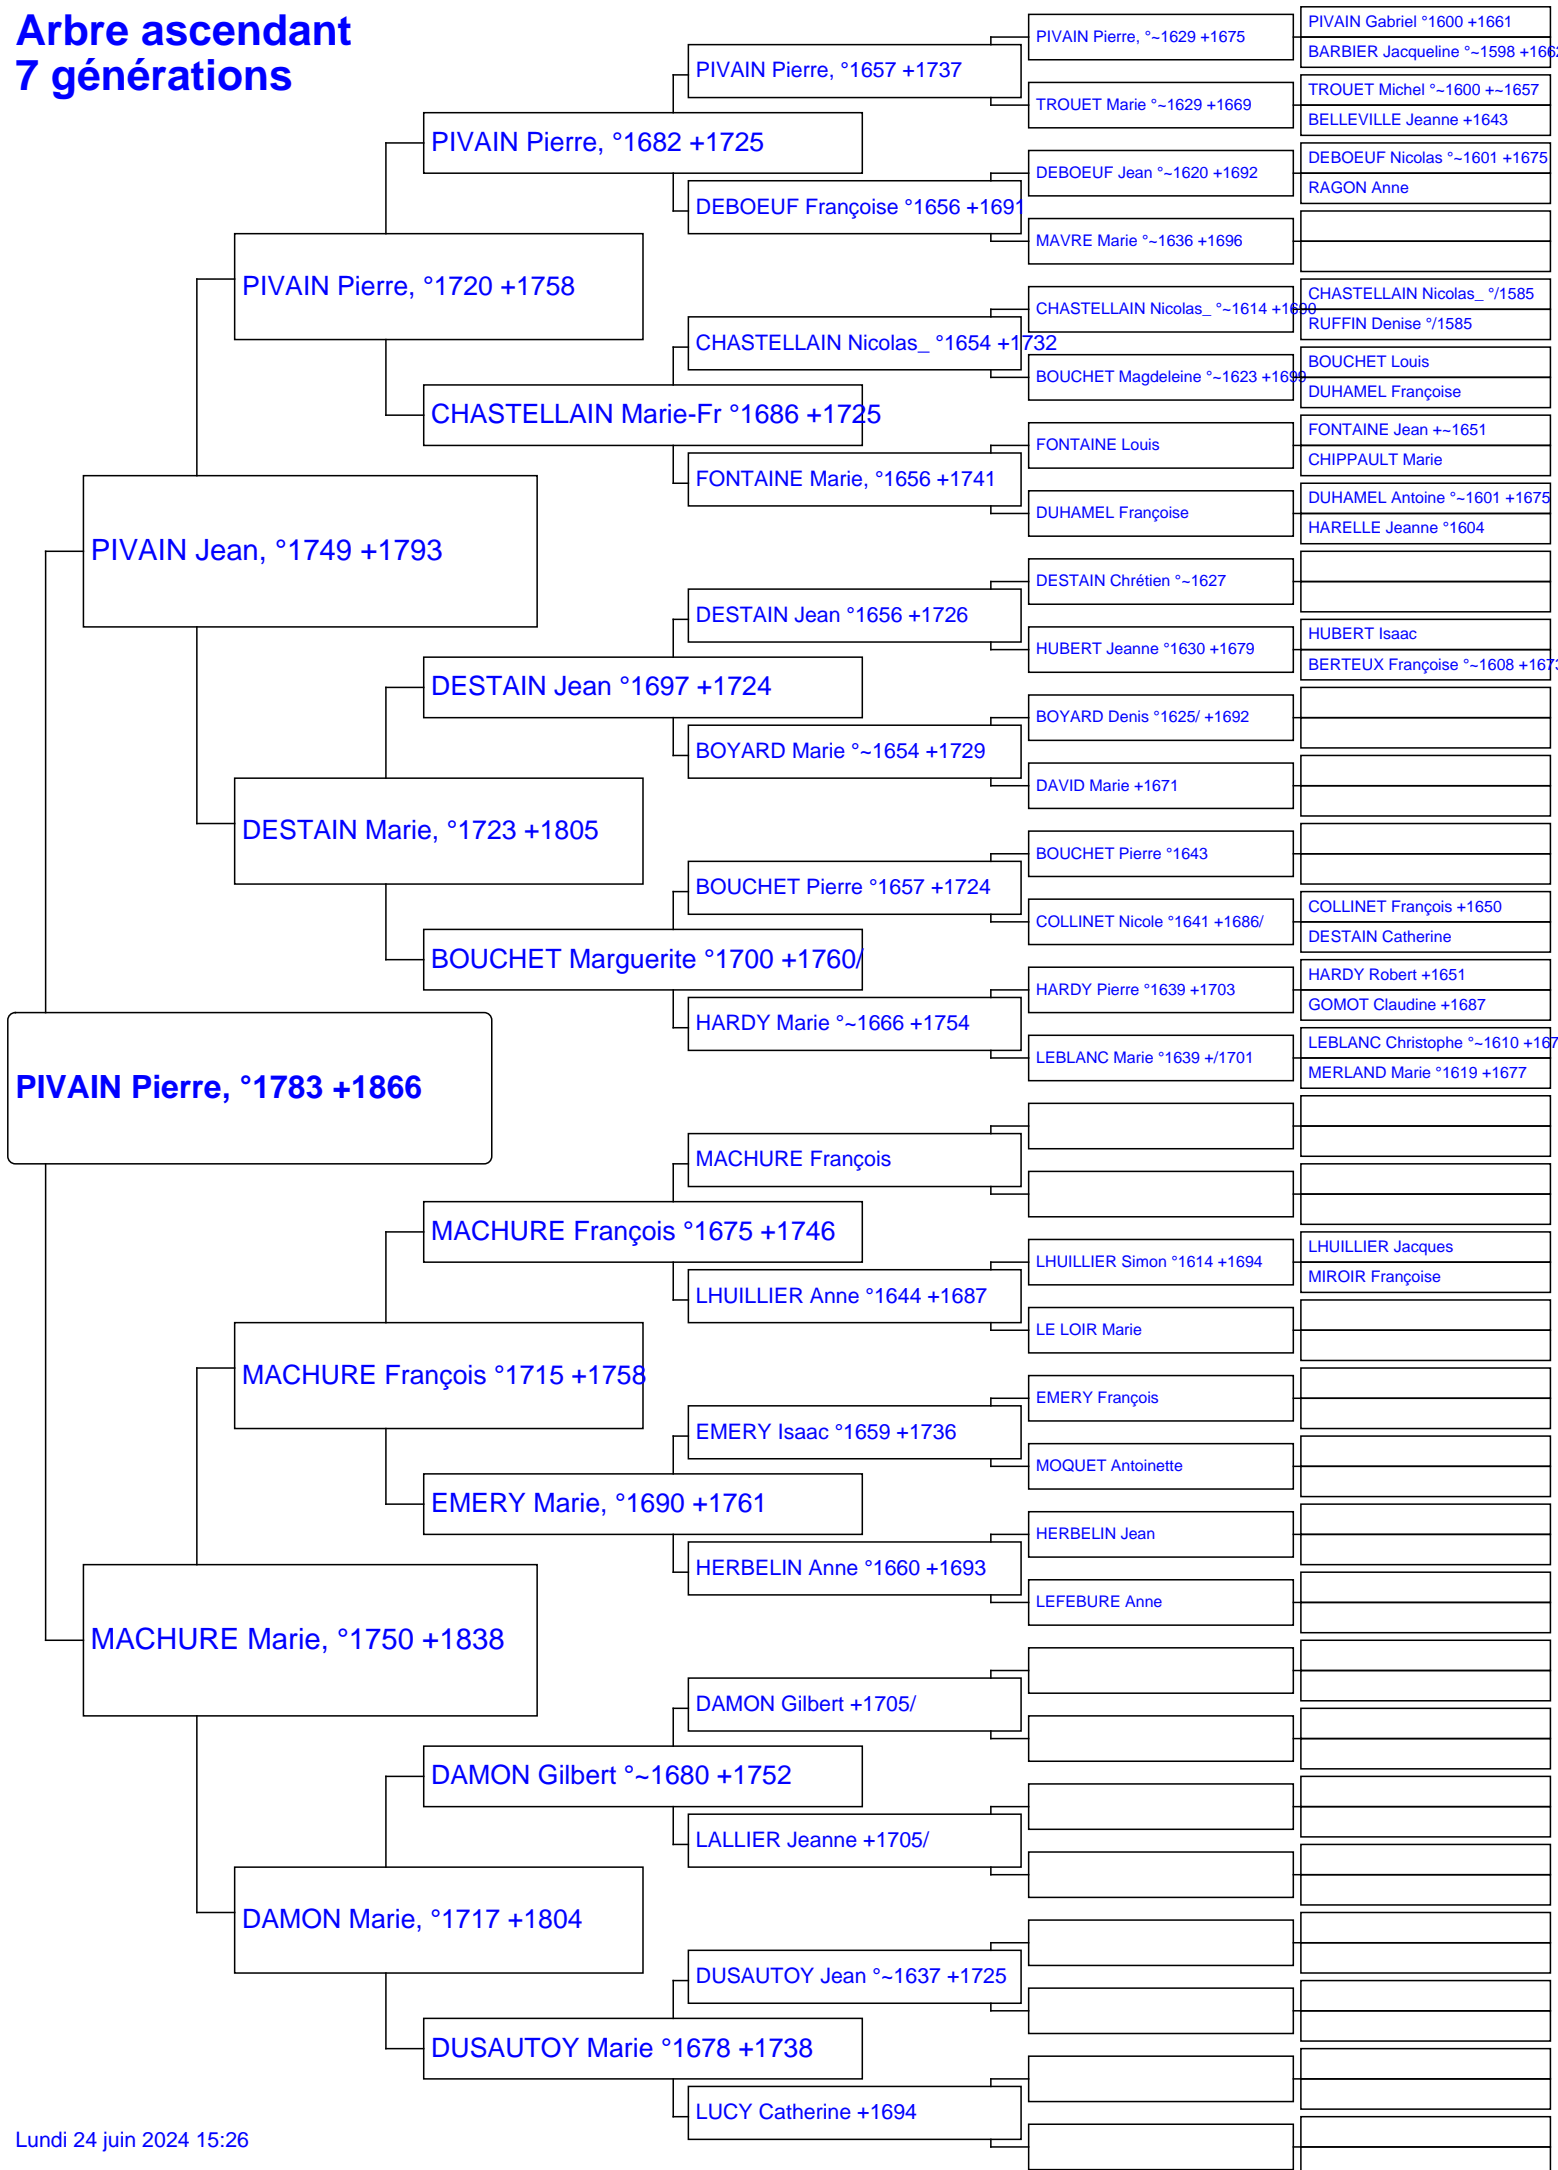 Arbre ascendant
7 générations
PIVAIN Pierre, °1783 +1866
PIVAIN Jean, °1749 +1793
MACHURE Marie, °1750 +1838
PIVAIN Pierre, °1720 +1758
DESTAIN Marie, °1723 +1805
MACHURE François °1715 +1758
DAMON Marie, °1717 +1804
PIVAIN Pierre, °1682 +1725
CHASTELLAIN Marie-Fr °1686 +1725
DESTAIN Jean °1697 +1724
BOUCHET Marguerite °1700 +1760/
MACHURE François °1675 +1746
EMERY Marie, °1690 +1761
DAMON Gilbert °~1680 +1752
DUSAUTOY Marie °1678 +1738
PIVAIN Pierre, °1657 +1737
DEBOEUF Françoise °1656 +1691
CHASTELLAIN Nicolas_ °1654 +1732
FONTAINE Marie, °1656 +1741
DESTAIN Jean °1656 +1726
BOYARD Marie °~1654 +1729
BOUCHET Pierre °1657 +1724
HARDY Marie °~1666 +1754
MACHURE François
LHUILLIER Anne °1644 +1687
EMERY Isaac °1659 +1736
HERBELIN Anne °1660 +1693
DAMON Gilbert +1705/
LALLIER Jeanne +1705/
DUSAUTOY Jean °~1637 +1725
LUCY Catherine +1694
PIVAIN Pierre, °~1629 +1675
TROUET Marie °~1629 +1669
DEBOEUF Jean °~1620 +1692
MAVRE Marie °~1636 +1696
CHASTELLAIN Nicolas_ °~1614 +1690
BOUCHET Magdeleine °~1623 +1699
FONTAINE Louis
DUHAMEL Françoise
DESTAIN Chrétien °~1627
HUBERT Jeanne °1630 +1679
BOYARD Denis °1625/ +1692
DAVID Marie +1671
BOUCHET Pierre °1643
COLLINET Nicole °1641 +1686/
HARDY Pierre °1639 +1703
LEBLANC Marie °1639 +/1701
LHUILLIER Simon °1614 +1694
LE LOIR Marie
EMERY François
MOQUET Antoinette
HERBELIN Jean
LEFEBURE Anne
PIVAIN Gabriel °1600 +1661
BARBIER Jacqueline °~1598 +1662
TROUET Michel °~1600 +~1657
BELLEVILLE Jeanne +1643
DEBOEUF Nicolas °~1601 +1675
RAGON Anne
CHASTELLAIN Nicolas_ °/1585
RUFFIN Denise °/1585
BOUCHET Louis
DUHAMEL Françoise
FONTAINE Jean +~1651
CHIPPAULT Marie
DUHAMEL Antoine °~1601 +1675
HARELLE Jeanne °1604
HUBERT Isaac
BERTEUX Françoise °~1608 +1673
COLLINET François +1650
DESTAIN Catherine
HARDY Robert +1651
GOMOT Claudine +1687
LEBLANC Christophe °~1610 +167
MERLAND Marie °1619 +1677
LHUILLIER Jacques
MIROIR Françoise
Lundi 24 juin 2024 15:26